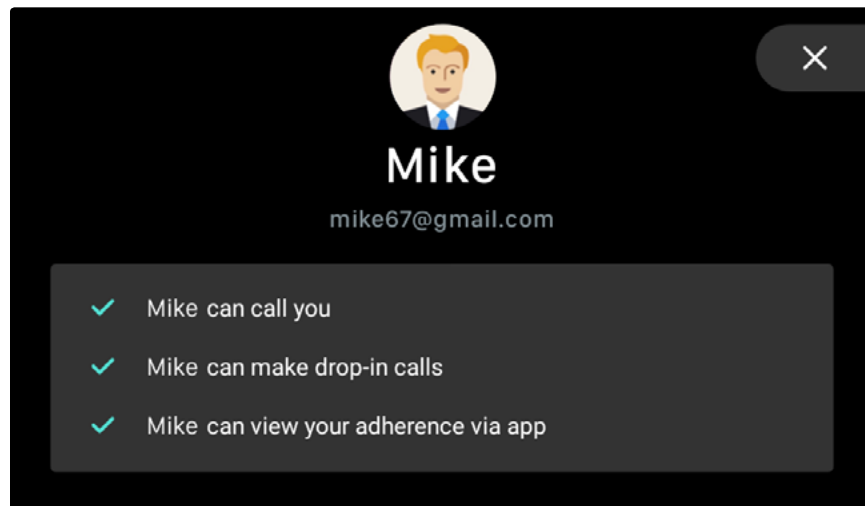 Mike
mike67@gmail.com
Mike can call you
Mike can make drop-in calls
Mike can view your adherence via app